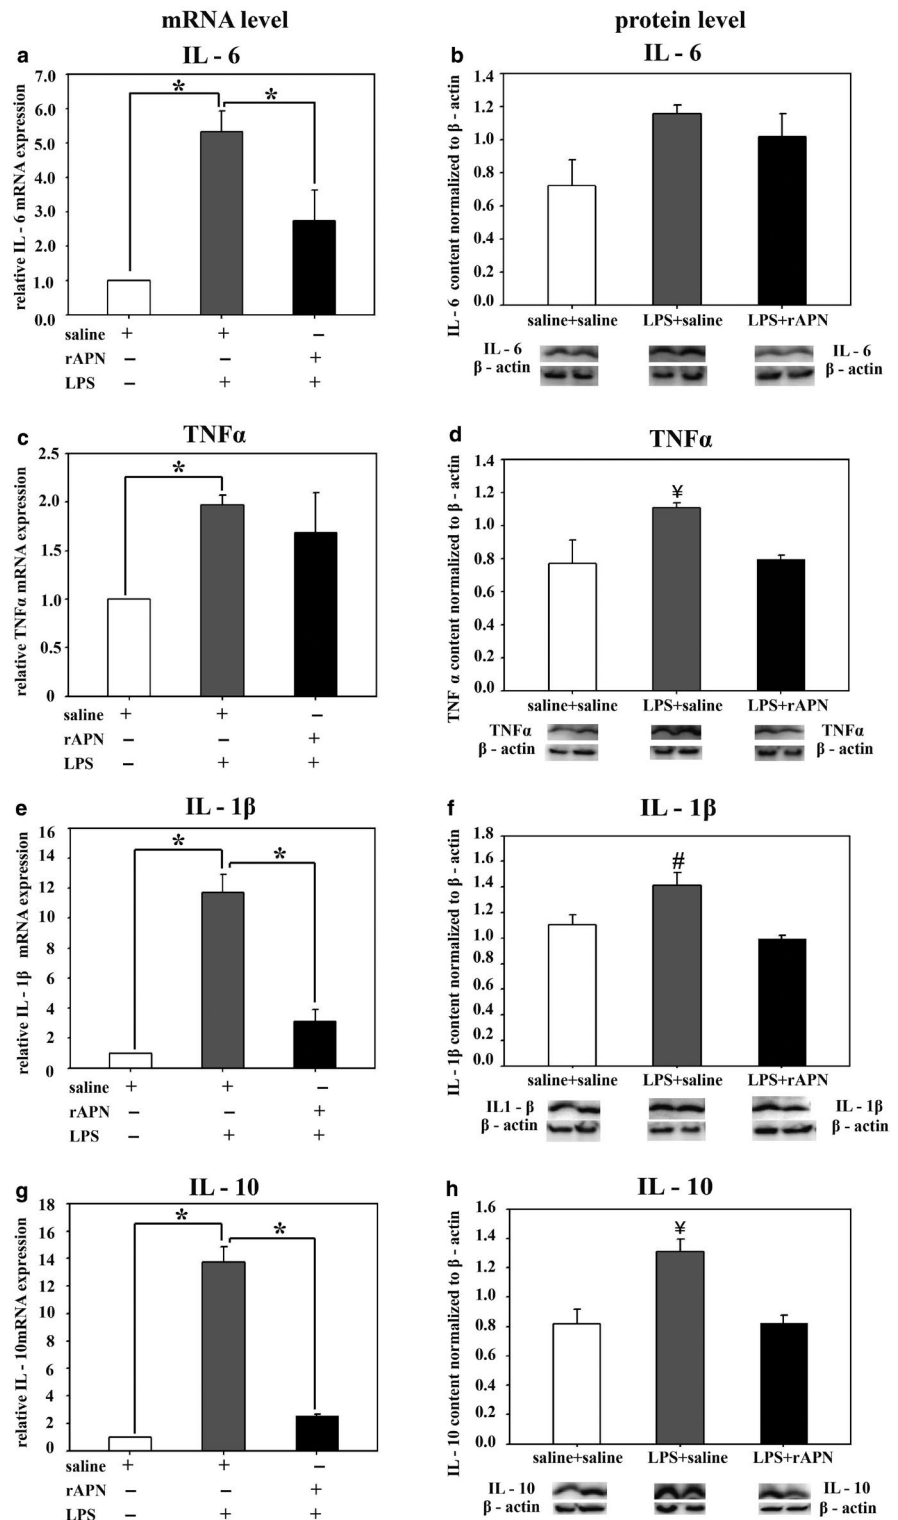 mRNA level
protein level
a
IL - 6
relative IL - 6 mRNA expression
7.0
6.0
5.0
4.0
3.0
2.0
1.0
0.0
*
*
saline + + −
rAPN − − +
LPS − + +
b
IL - 6
IL - 6 content normalized to β - actin
1.4
1.2
1.0
0.8
0.6
0.4
0.2
0.0
saline+saline LPS+saline LPS+rAPN
IL - 6 IL - 6
β - actin β - actin
c
TNFα
relative TNFα mRNA expression
2.5
2.0
1.5
1.0
0.5
0
*
saline + + −
rAPN − − +
LPS − + +
d
TNFα
TNF α content normalized to β - actin
1.4
1.2
1.0
0.8
0.6
0.4
0.2
0.0
¥
saline+saline LPS+saline LPS+rAPN
TNFα TNFα
β - actin β - actin
e
IL - 1β
relative IL - 1β mRNA expression
16
14
12
10
8
6
4
2
0
*
*
saline + + −
rAPN − − +
LPS − + +
f
IL - 1β
IL - 1β content normalized to β - actin
1.8
1.6
1.4
1.2
1.0
0.8
0.6
0.4
0.2
0.0
#
saline+saline LPS+saline LPS+rAPN
IL1 - β IL - 1β
β - actin β - actin
g
IL - 10
relative IL - 10mRNA expression
18
16
14
12
10
8
6
4
2
0
*
*
saline + + −
rAPN − − +
LPS − + +
h
IL - 10
IL - 10 content normalized to β - actin
1.6
1.4
1.2
1.0
0.8
0.6
0.4
0.2
0.0
¥
saline+saline LPS+saline LPS+rAPN
IL - 10 IL - 10
β - actin β - actin